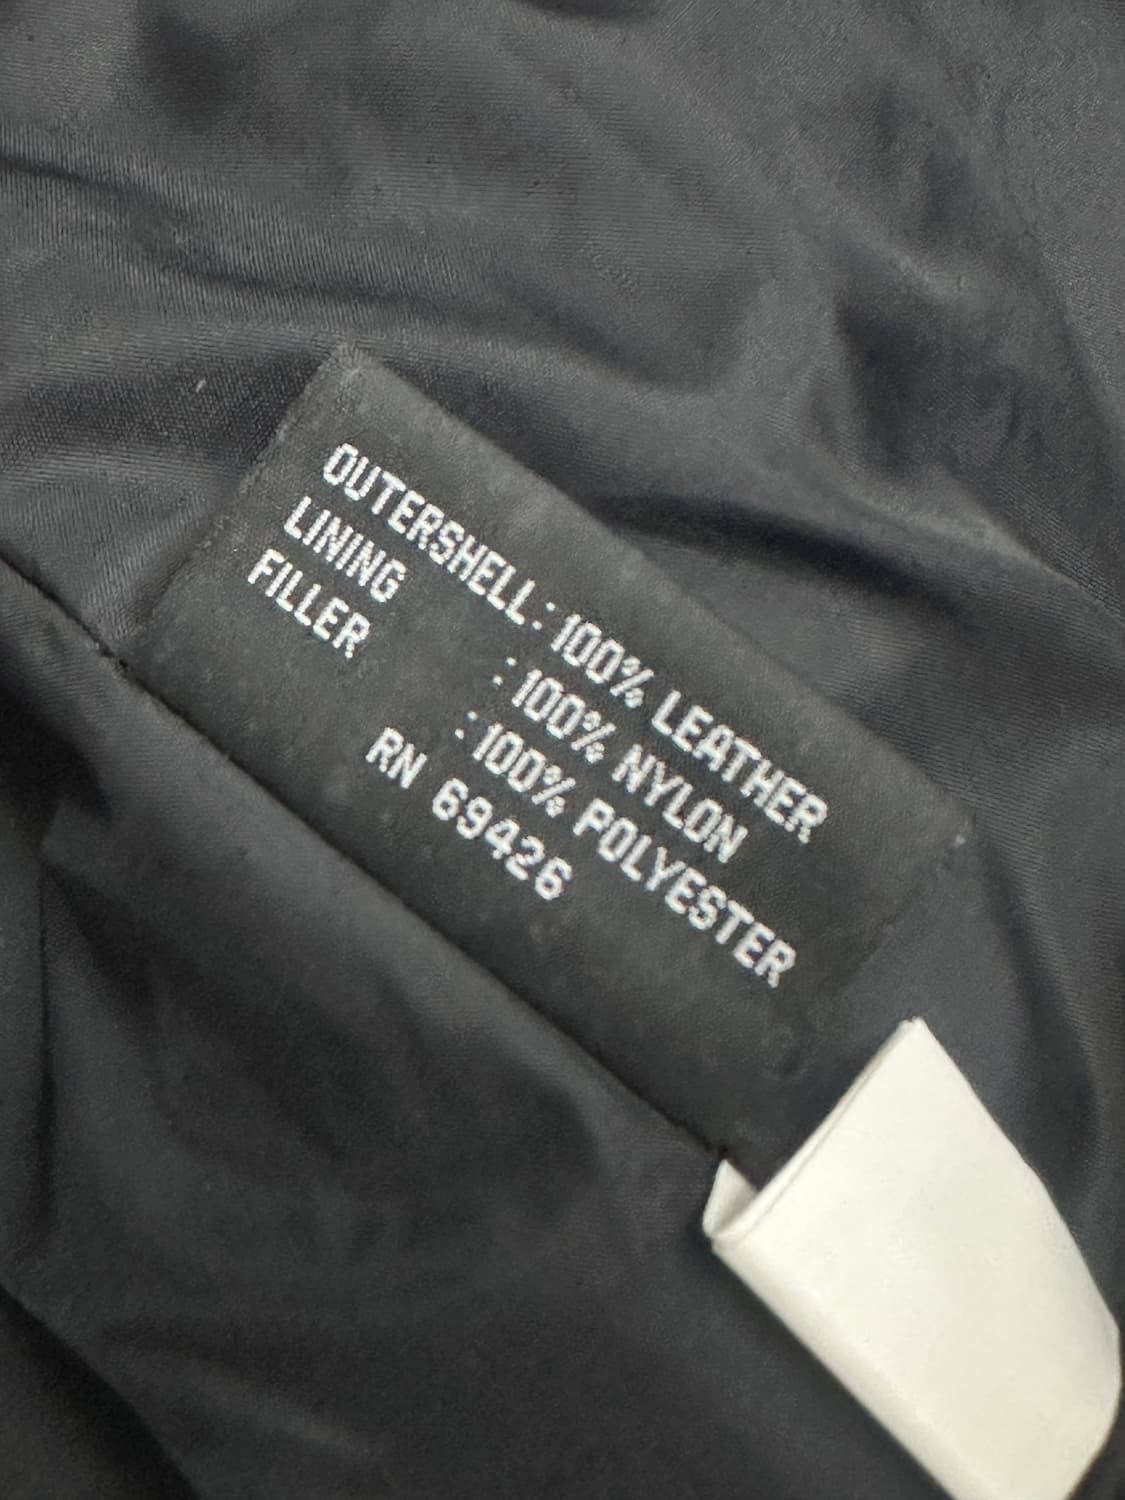 OUTERSHELL: 100% LEATHER
LINING : 100% NYLON
FILLER : 100% POLYESTER
RN 69426